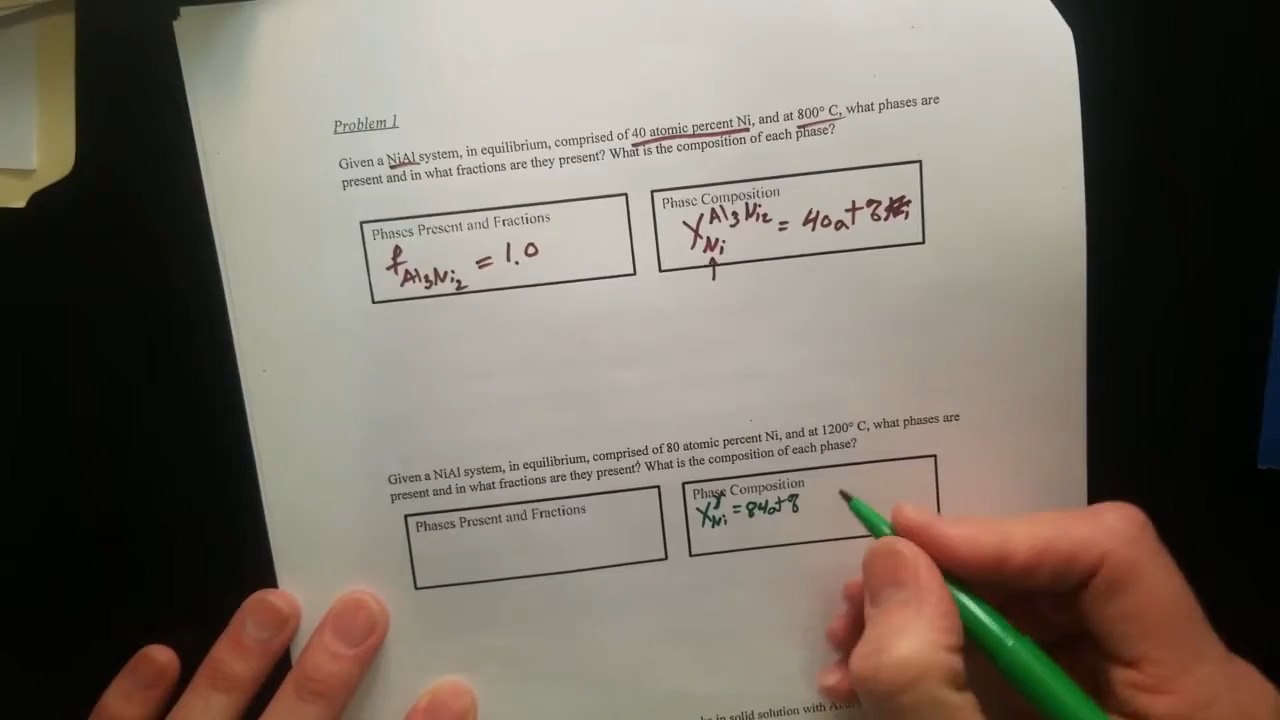 Problem 1
Given a NiAl system, in equilibrium, comprised of 40 atomic percent Ni, and at 800° C, what phases are
present and in what fractions are they present? What is the composition of each phase?
Phases Present and Fractions
f Al3Ni2 = 1.0
Phase Composition
X Ni Al3Ni2 = 40at%
Given a NiAl system, in equilibrium, comprised of 80 atomic percent Ni, and at 1200° C, what phases are
present and in what fractions are they present? What is the composition of each phase?
Phases Present and Fractions
Phase Composition
X Ni γ = 84at%
in solid solution with